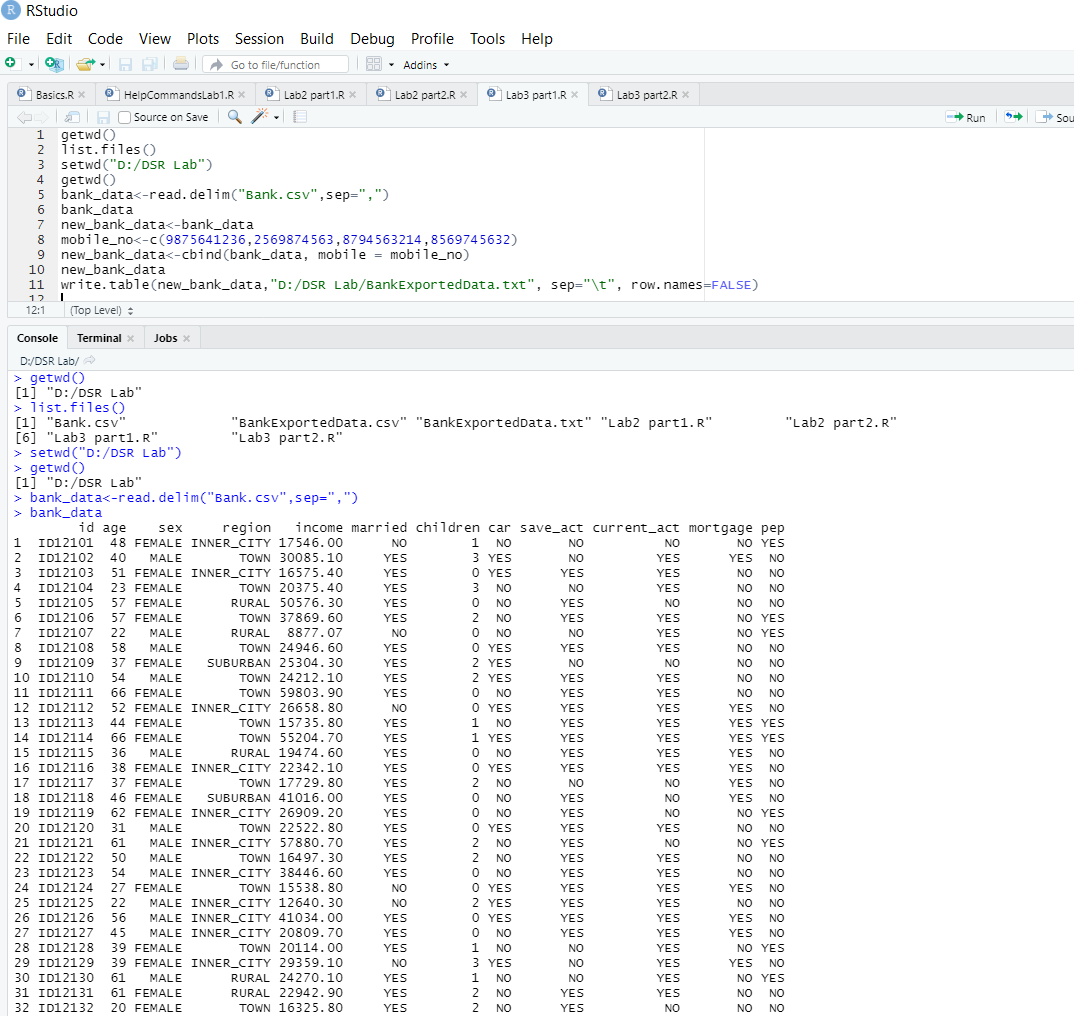 RStudio
File Edit Code View Plots Session Build Debug Profile Tools Help
Go to file/function Addins
Basics.R HelpCommandsLab1.R Lab2 part1.R Lab2 part2.R Lab3 part1.R Lab3 part2.R
Source on Save Run Sou
1 getwd()
2 list.files()
3 setwd("D:/DSR Lab")
4 getwd()
5 bank_data<-read.delim("Bank.csv",sep=",")
6 bank_data
7 new_bank_data<-bank_data
8 mobile_no<-c(9875641236,2569874563,8794563214,8569745632)
9 new_bank_data<-cbind(bank_data, mobile = mobile_no)
10 new_bank_data
11 write.table(new_bank_data,"D:/DSR Lab/BankExportedData.txt", sep="\t", row.names=FALSE)
12
12:1 (Top Level)
Console Terminal Jobs
D:/DSR Lab/
> getwd()
[1] "D:/DSR Lab"
> list.files()
[1] "Bank.csv" "BankExportedData.csv" "BankExportedData.txt" "Lab2 part1.R" "Lab2 part2.R"
[6] "Lab3 part1.R" "Lab3 part2.R"
> setwd("D:/DSR Lab")
> getwd()
[1] "D:/DSR Lab"
> bank_data<-read.delim("Bank.csv",sep=",")
> bank_data
id age sex region income married children car save_act current_act mortgage pep
1 ID12101 48 FEMALE INNER_CITY 17546.00 NO 1 NO NO NO NO YES
2 ID12102 40 MALE TOWN 30085.10 YES 3 YES NO YES YES NO
3 ID12103 51 FEMALE INNER_CITY 16575.40 YES 0 YES YES YES NO NO
4 ID12104 23 FEMALE TOWN 20375.40 YES 3 NO NO YES NO NO
5 ID12105 57 FEMALE RURAL 50576.30 YES 0 NO YES NO NO NO
6 ID12106 57 FEMALE TOWN 37869.60 YES 2 NO YES YES NO YES
7 ID12107 22 MALE RURAL 8877.07 NO 0 NO NO YES NO YES
8 ID12108 58 MALE TOWN 24946.60 YES 0 YES YES YES NO NO
9 ID12109 37 FEMALE SUBURBAN 25304.30 YES 2 YES NO NO NO NO
10 ID12110 54 MALE TOWN 24212.10 YES 2 YES YES YES NO NO
11 ID12111 66 FEMALE TOWN 59803.90 YES 0 NO YES YES NO NO
12 ID12112 52 FEMALE INNER_CITY 26658.80 NO 0 YES YES YES YES NO
13 ID12113 44 FEMALE TOWN 15735.80 YES 1 NO YES YES YES YES
14 ID12114 66 FEMALE TOWN 55204.70 YES 1 YES YES YES YES YES
15 ID12115 36 MALE RURAL 19474.60 YES 0 NO YES YES YES NO
16 ID12116 38 FEMALE INNER_CITY 22342.10 YES 0 YES YES YES YES NO
17 ID12117 37 FEMALE TOWN 17729.80 YES 2 NO NO NO YES NO
18 ID12118 46 FEMALE SUBURBAN 41016.00 YES 0 NO YES NO YES NO
19 ID12119 62 FEMALE INNER_CITY 26909.20 YES 0 NO YES NO NO YES
20 ID12120 31 MALE TOWN 22522.80 YES 0 YES YES YES NO NO
21 ID12121 61 MALE INNER_CITY 57880.70 YES 2 NO YES NO NO YES
22 ID12122 50 MALE TOWN 16497.30 YES 2 NO YES YES NO NO
23 ID12123 54 MALE INNER_CITY 38446.60 YES 0 NO YES YES NO NO
24 ID12124 27 FEMALE TOWN 15538.80 NO 0 YES YES YES YES NO
25 ID12125 22 MALE INNER_CITY 12640.30 NO 2 YES YES YES NO NO
26 ID12126 56 MALE INNER_CITY 41034.00 YES 0 YES YES YES YES NO
27 ID12127 45 MALE INNER_CITY 20809.70 YES 0 NO YES YES YES NO
28 ID12128 39 FEMALE TOWN 20114.00 YES 1 NO NO YES NO YES
29 ID12129 39 FEMALE INNER_CITY 29359.10 NO 3 YES NO YES YES NO
30 ID12130 61 MALE RURAL 24270.10 YES 1 NO NO YES NO YES
31 ID12131 61 FEMALE RURAL 22942.90 YES 2 NO YES YES NO NO
32 ID12132 20 FEMALE TOWN 16325.80 YES 2 NO YES NO NO NO